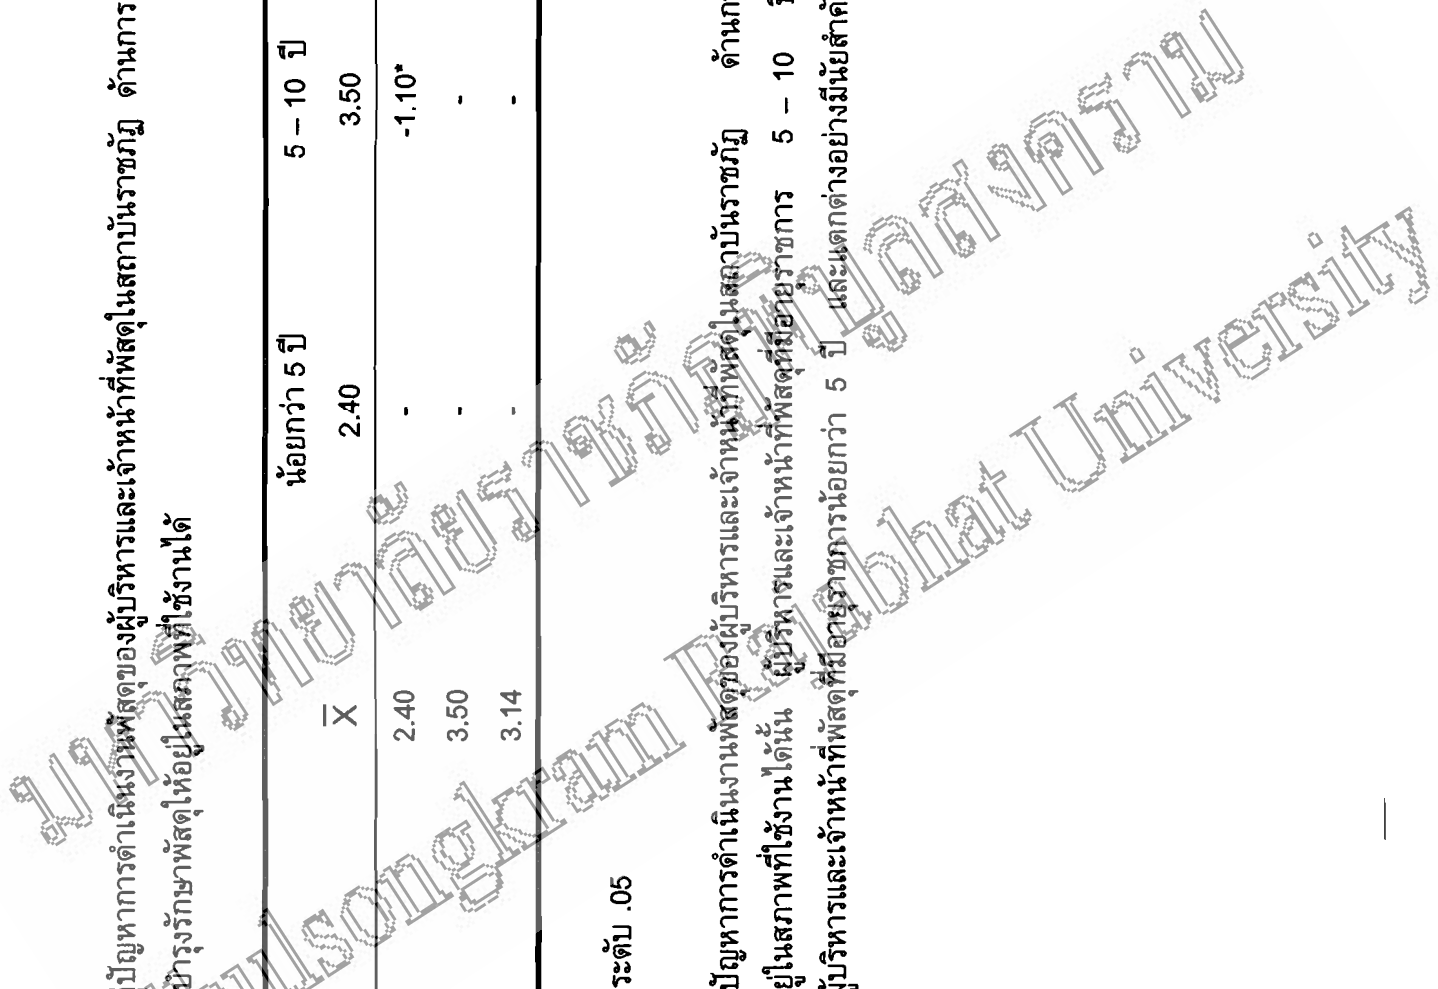 ปัญหาการดำเนินงานพัสดุของผู้บริหารและเจ้าหน้าที่พัสดุในสถาบันราชภัฏ ด้านการ
บำรุงรักษาพัสดุให้อยู่ในสภาพที่ใช้งานได้
น้อยกว่า 5 ปี 5 – 10 ปี
X̄ 2.40 3.50
2.40 - -1.10*
3.50 - -
3.14 - -
ระดับ .05
ปัญหาการดำเนินงานพัสดุของผู้บริหารและเจ้าหน้าที่พัสดุในสถาบันราชภัฏ
ยู่ในสภาพที่ใช้งานได้นั้น ผู้บริหารและเจ้าหน้าที่พัสดุที่มีอายุราชการ 5 – 10
ผู้บริหารและเจ้าหน้าที่พัสดุที่มีอายุราชการน้อยกว่า 5 ปี และแตกต่างอย่างมีนัยสำคั
มหาวิทยาลัยราชภัฏพิบูลสงคราม
ulsongkram Rajabhat University